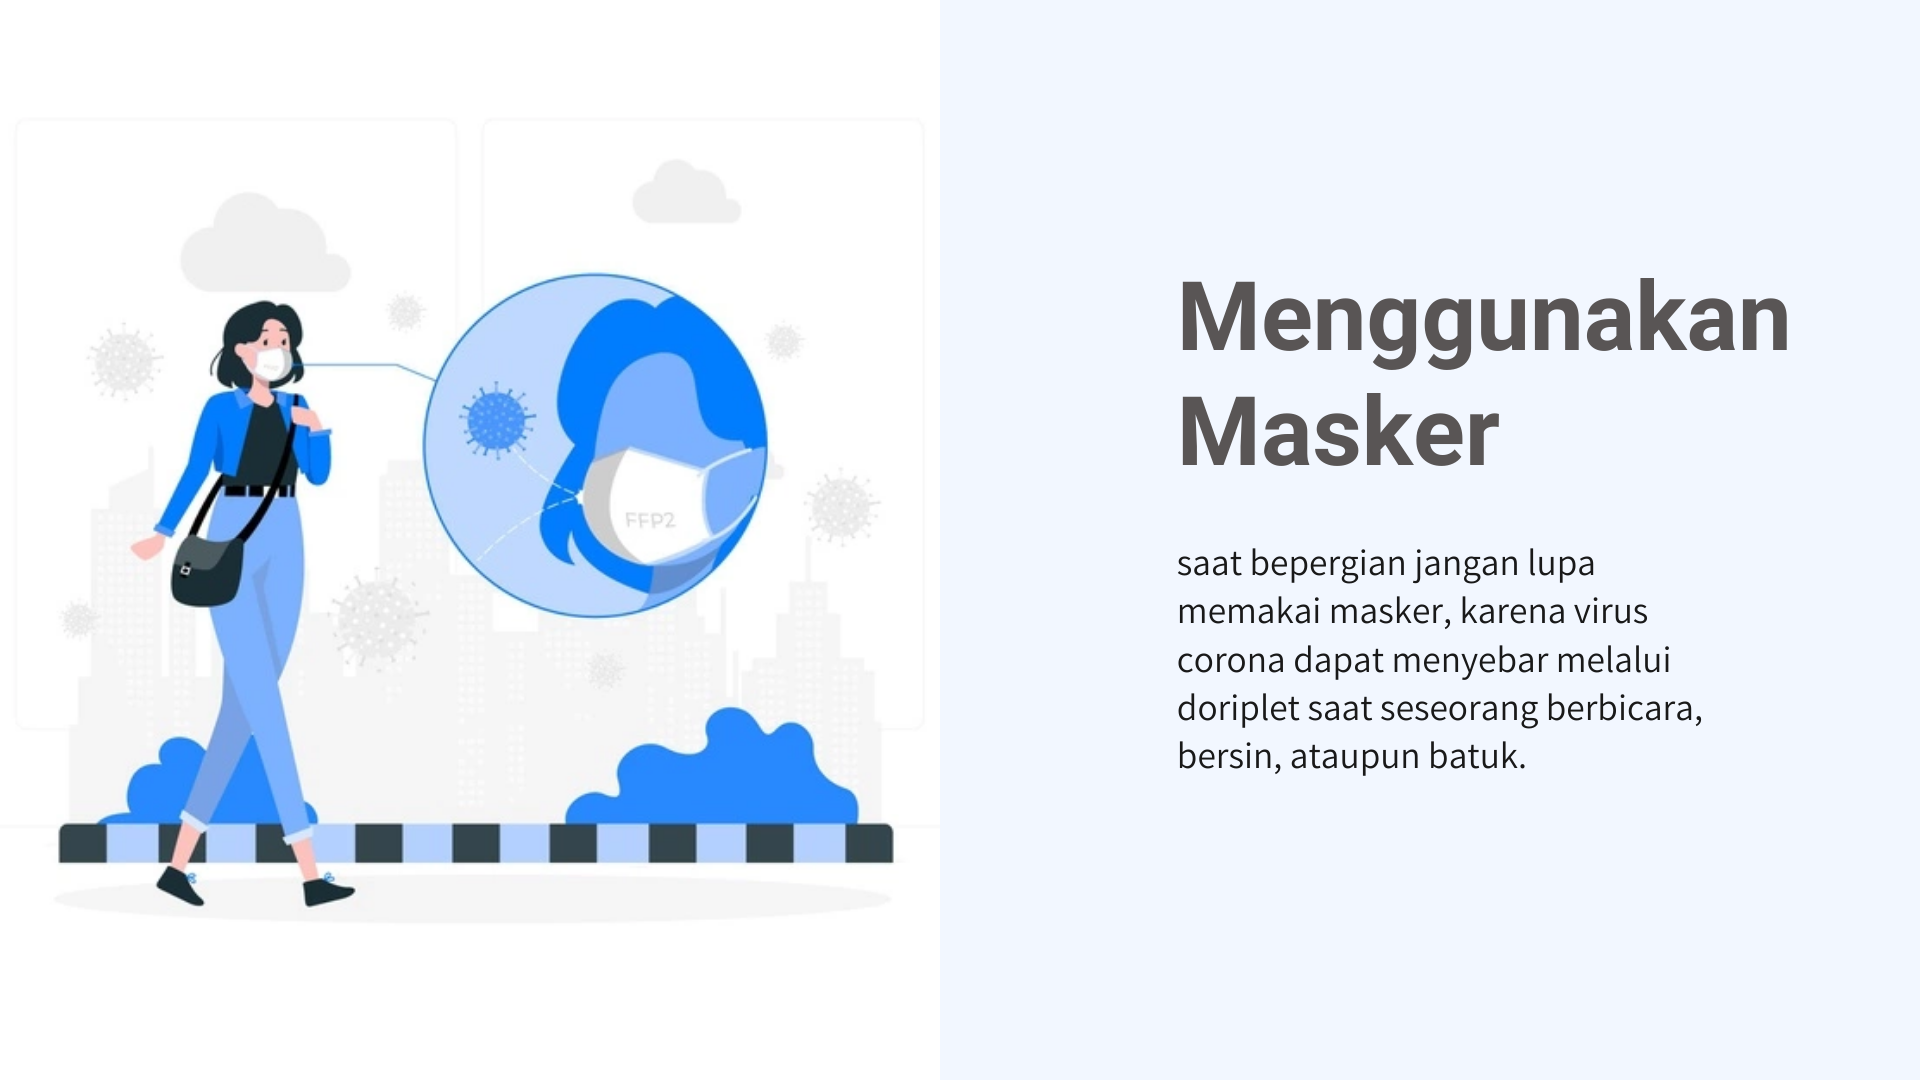 FFP2
Menggunakan
Masker
saat bepergian jangan lupa
memakai masker, karena virus
corona dapat menyebar melalui
doriplet saat seseorang berbicara,
bersin, ataupun batuk.